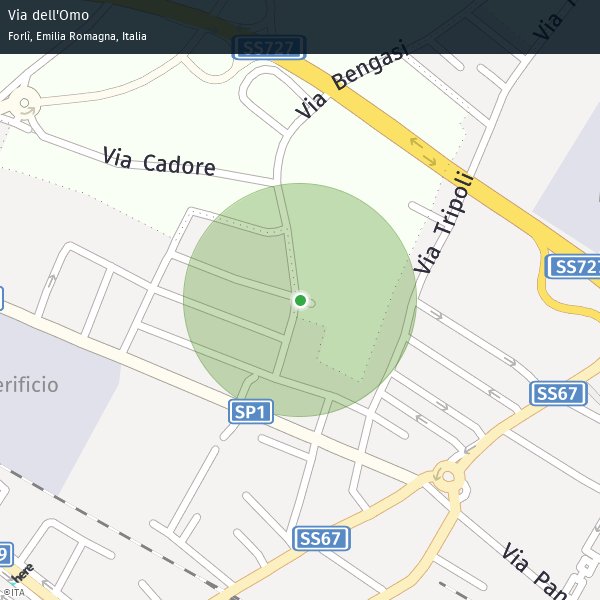 Via dell'Omo
Forlì, Emilia Romagna, Italia
SS727
Via Bengasi
Via Cadore
Via Tripoli
SS727
erificio
SP1
SS67
SS67
Via Pan
9
here
©ITA